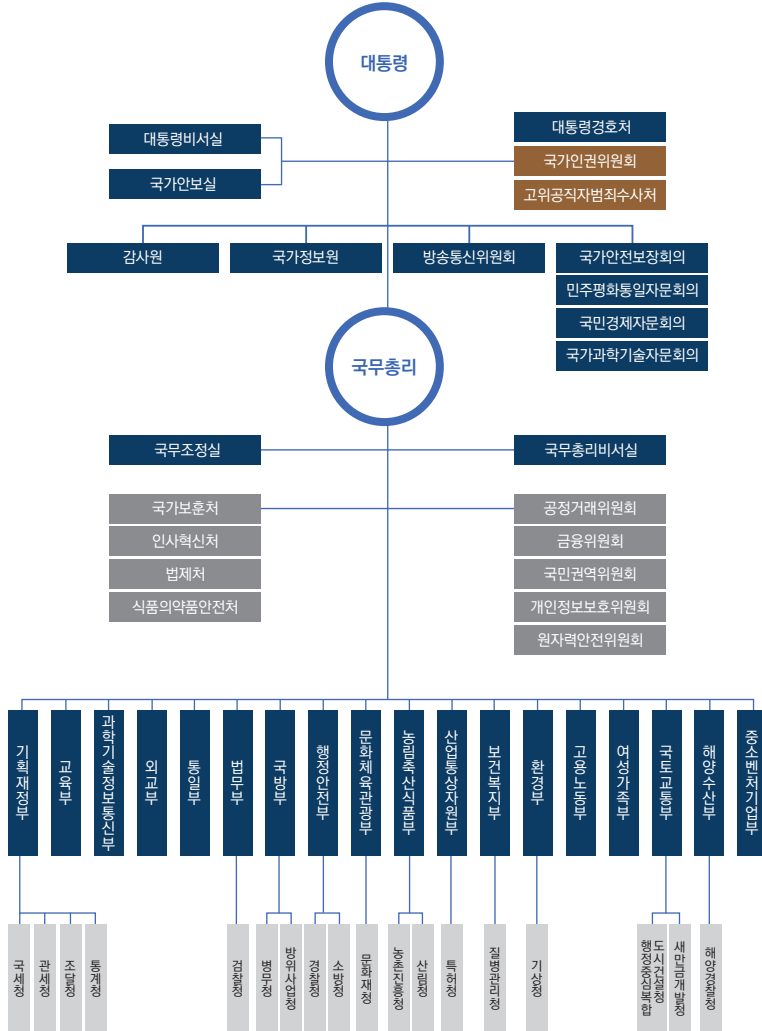 대통령
대통령비서실
국가안보실
대통령경호처
국가인권위원회
고위공직자범죄수사처
감사원
국가정보원
방송통신위원회
국가안전보장회의
민주평화통일자문회의
국민경제자문회의
국가과학기술자문회의
국무총리
국무조정실
국무총리비서실
국가보훈처
인사혁신처
법제처
식품의약품안전처
공정거래위원회
금융위원회
국민권역위원회
개인정보보호위원회
원자력안전위원회
기획재정부
교육부
과학기술정보통신부
외교부
통일부
법무부
국방부
행정안전부
문화체육관광부
농림축산식품부
산업통상자원부
보건복지부
환경부
고용노동부
여성가족부
국토교통부
해양수산부
중소벤처기업부
국세청
관세청
조달청
통계청
검찰청
병무청
방위사업청
경찰청
소방청
문화재청
농촌진흥청
산림청
특허청
질병관리청
기상청
행정중심복합
도시건설청
새만금개발청
해양경찰청